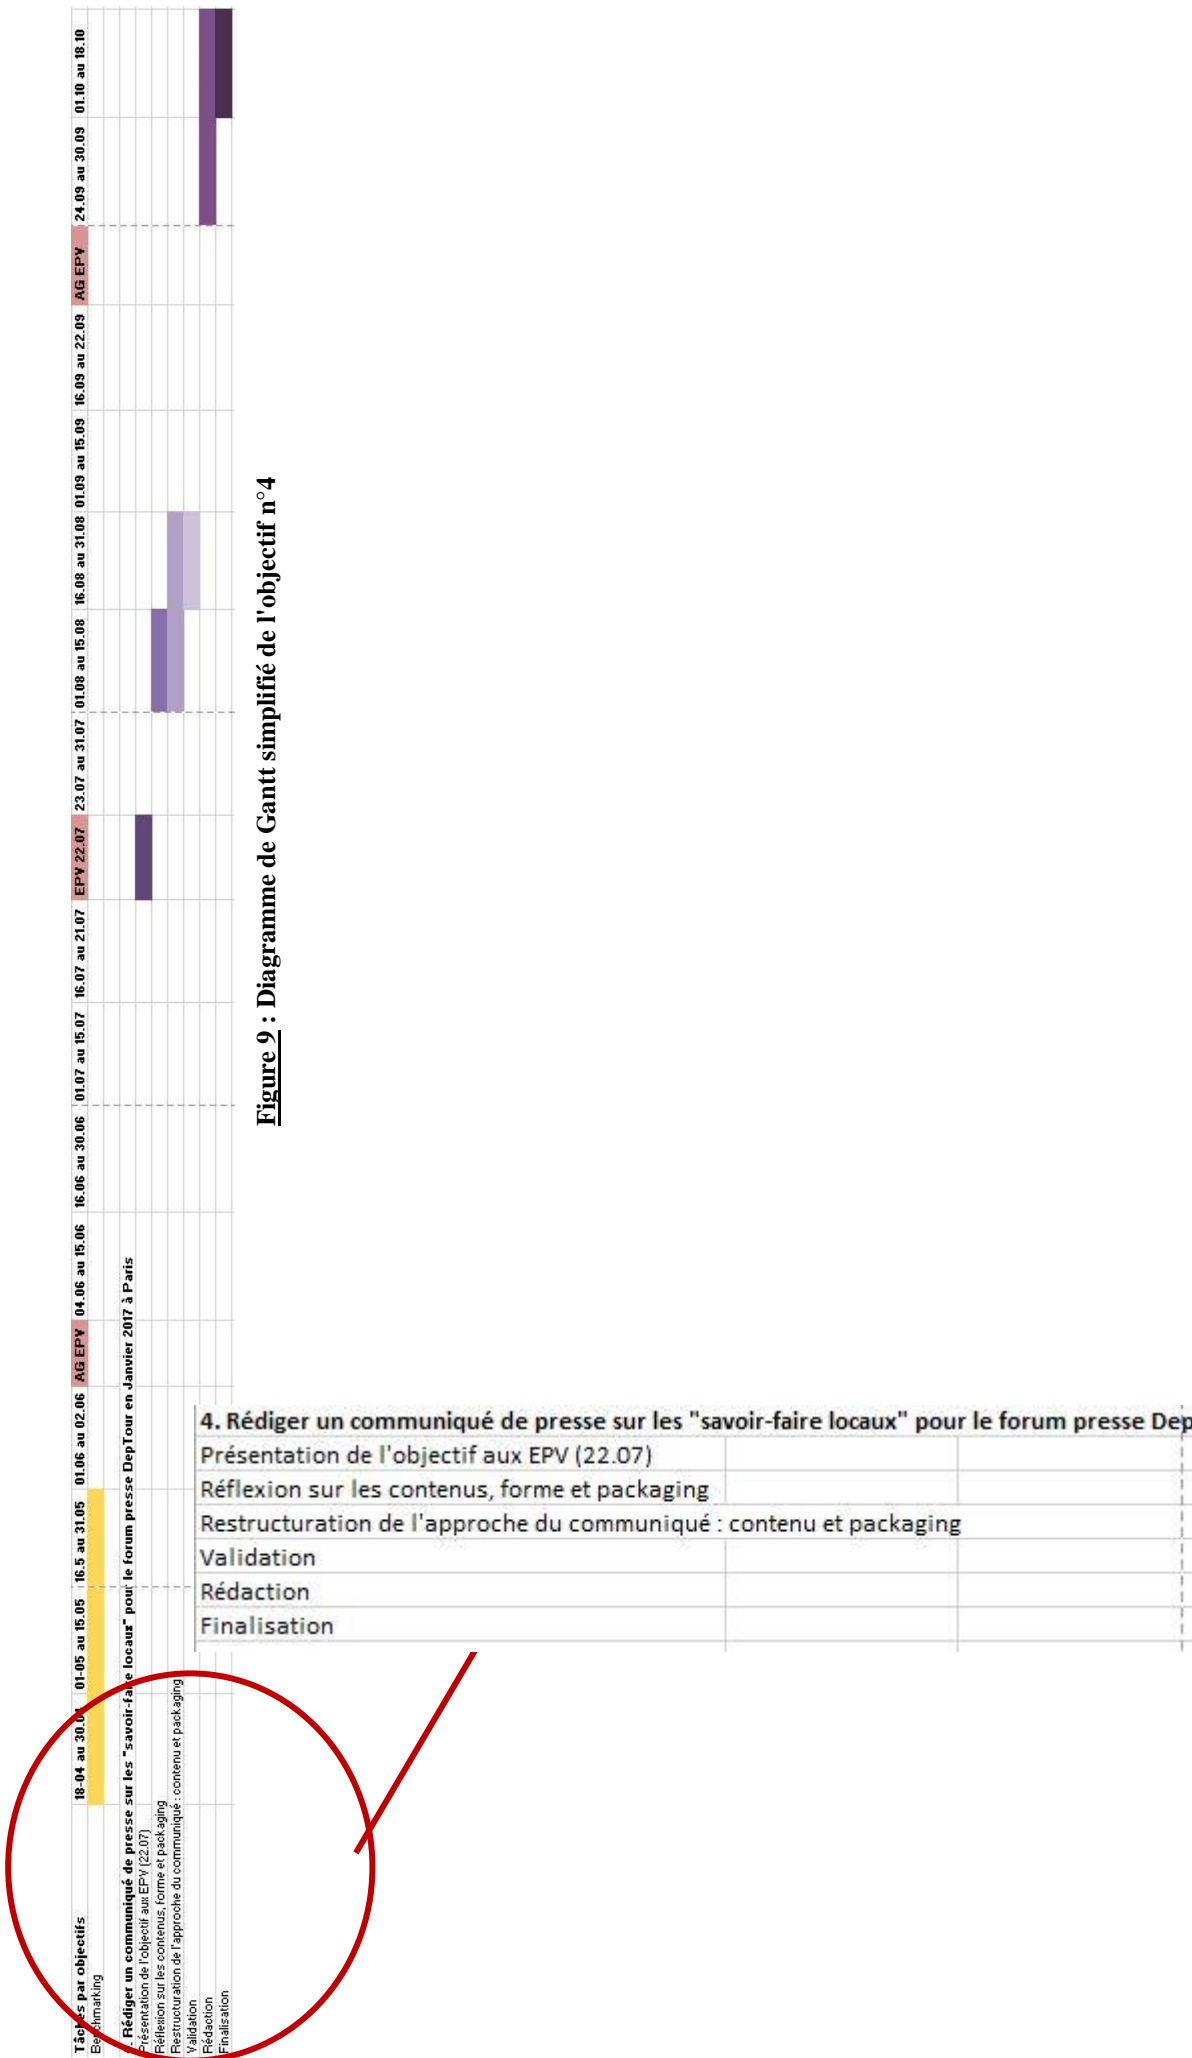 Tâches par objectifs 18-04 au 30.04 01-05 au 15.05 16.5 au 31.05 01.06 au 02.06 AG EPV 04.06 au 15.06 16.06 au 30.06 01.07 au 15.07 16.07 au 21.07 EPV 22.07 23.07 au 31.07 01.08 au 15.08 16.08 au 31.08 01.09 au 15.09 16.09 au 22.09 AG EPV 24.09 au 30.09 01.10 au 18.10
Benchmarking
4. Rédiger un communiqué de presse sur les "savoir-faire locaux" pour le forum presse DepTour en Janvier 2017 à Paris
Présentation de l'objectif aux EPV (22.07)
Réflexion sur les contenus, forme et packaging
Restructuration de l'approche du communiqué : contenu et packaging
Validation
Rédaction
Finalisation
Figure 9 : Diagramme de Gantt simplifié de l'objectif n°4
4. Rédiger un communiqué de presse sur les "savoir-faire locaux" pour le forum presse Dep
Présentation de l'objectif aux EPV (22.07)
Réflexion sur les contenus, forme et packaging
Restructuration de l'approche du communiqué : contenu et packaging
Validation
Rédaction
Finalisation